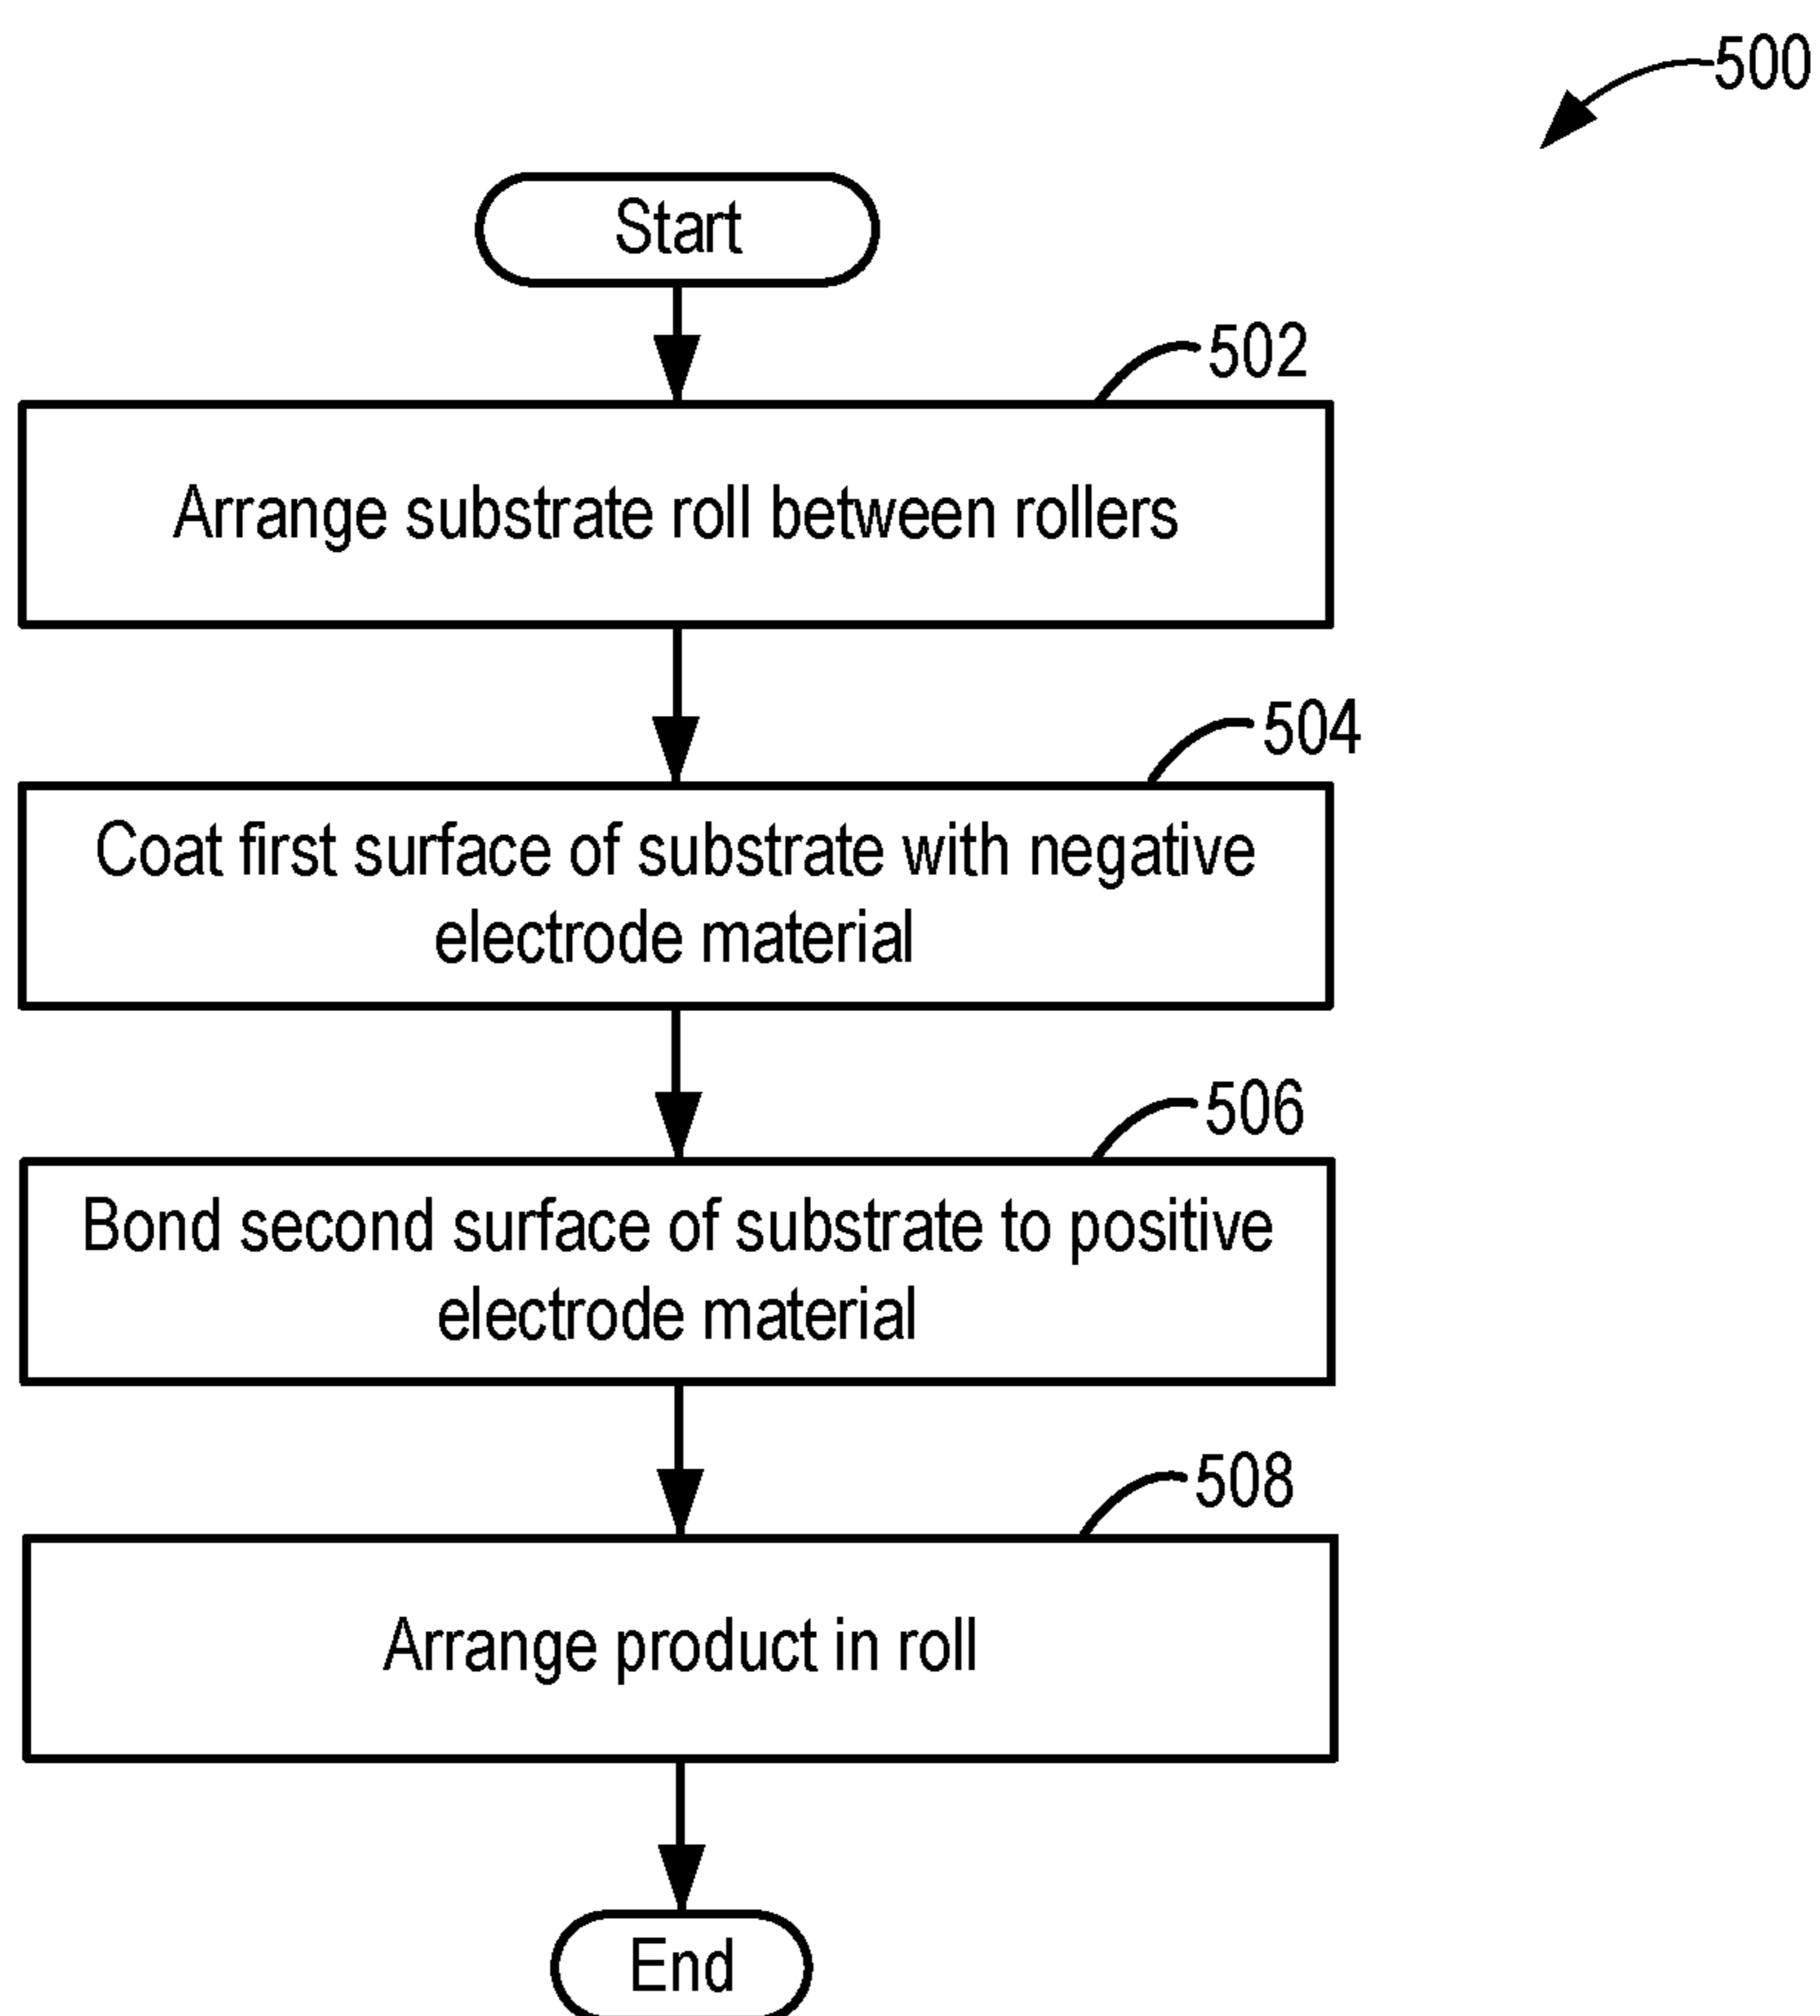 500
Start
502
Arrange substrate roll between rollers
504
Coat first surface of substrate with negative
electrode material
506
Bond second surface of substrate to positive
electrode material
508
Arrange product in roll
End